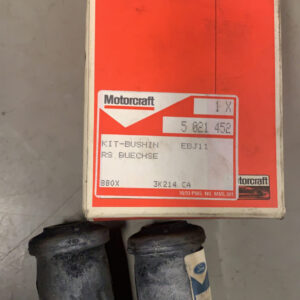 Motorcraft
1 X
5 021 452
KIT-BUSHIN EBJ11
RS. BUECHSE
BBOX 3K214 CA
Motorcraft